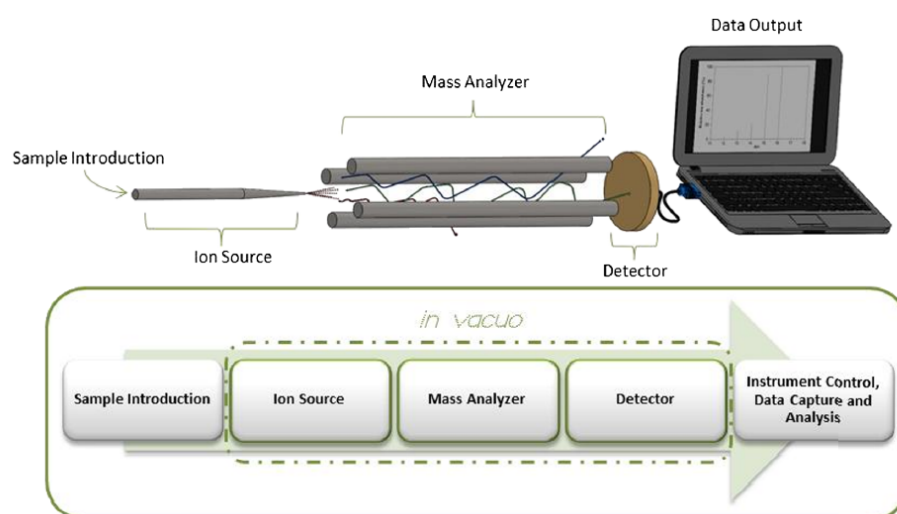 Data Output
Mass Analyzer
Sample Introduction
Ion Source
Detector
in vacuo
Sample Introduction
Ion Source
Mass Analyzer
Detector
Instrument Control,
Data Capture and
Analysis